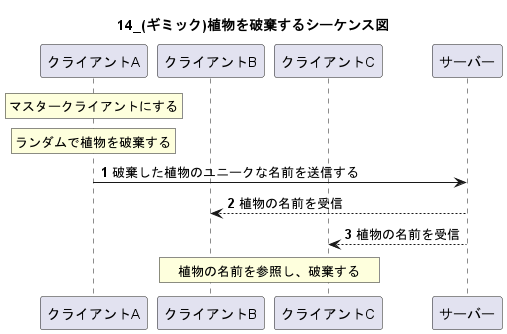 14_(ギミック)植物を破棄するシーケンス図
クライアントA クライアントB クライアントC サーバー
マスタークライアントにする
ランダムで植物を破棄する
1 破棄した植物のユニークな名前を送信する
2 植物の名前を受信
3 植物の名前を受信
植物の名前を参照し、破棄する
クライアントA クライアントB クライアントC サーバー